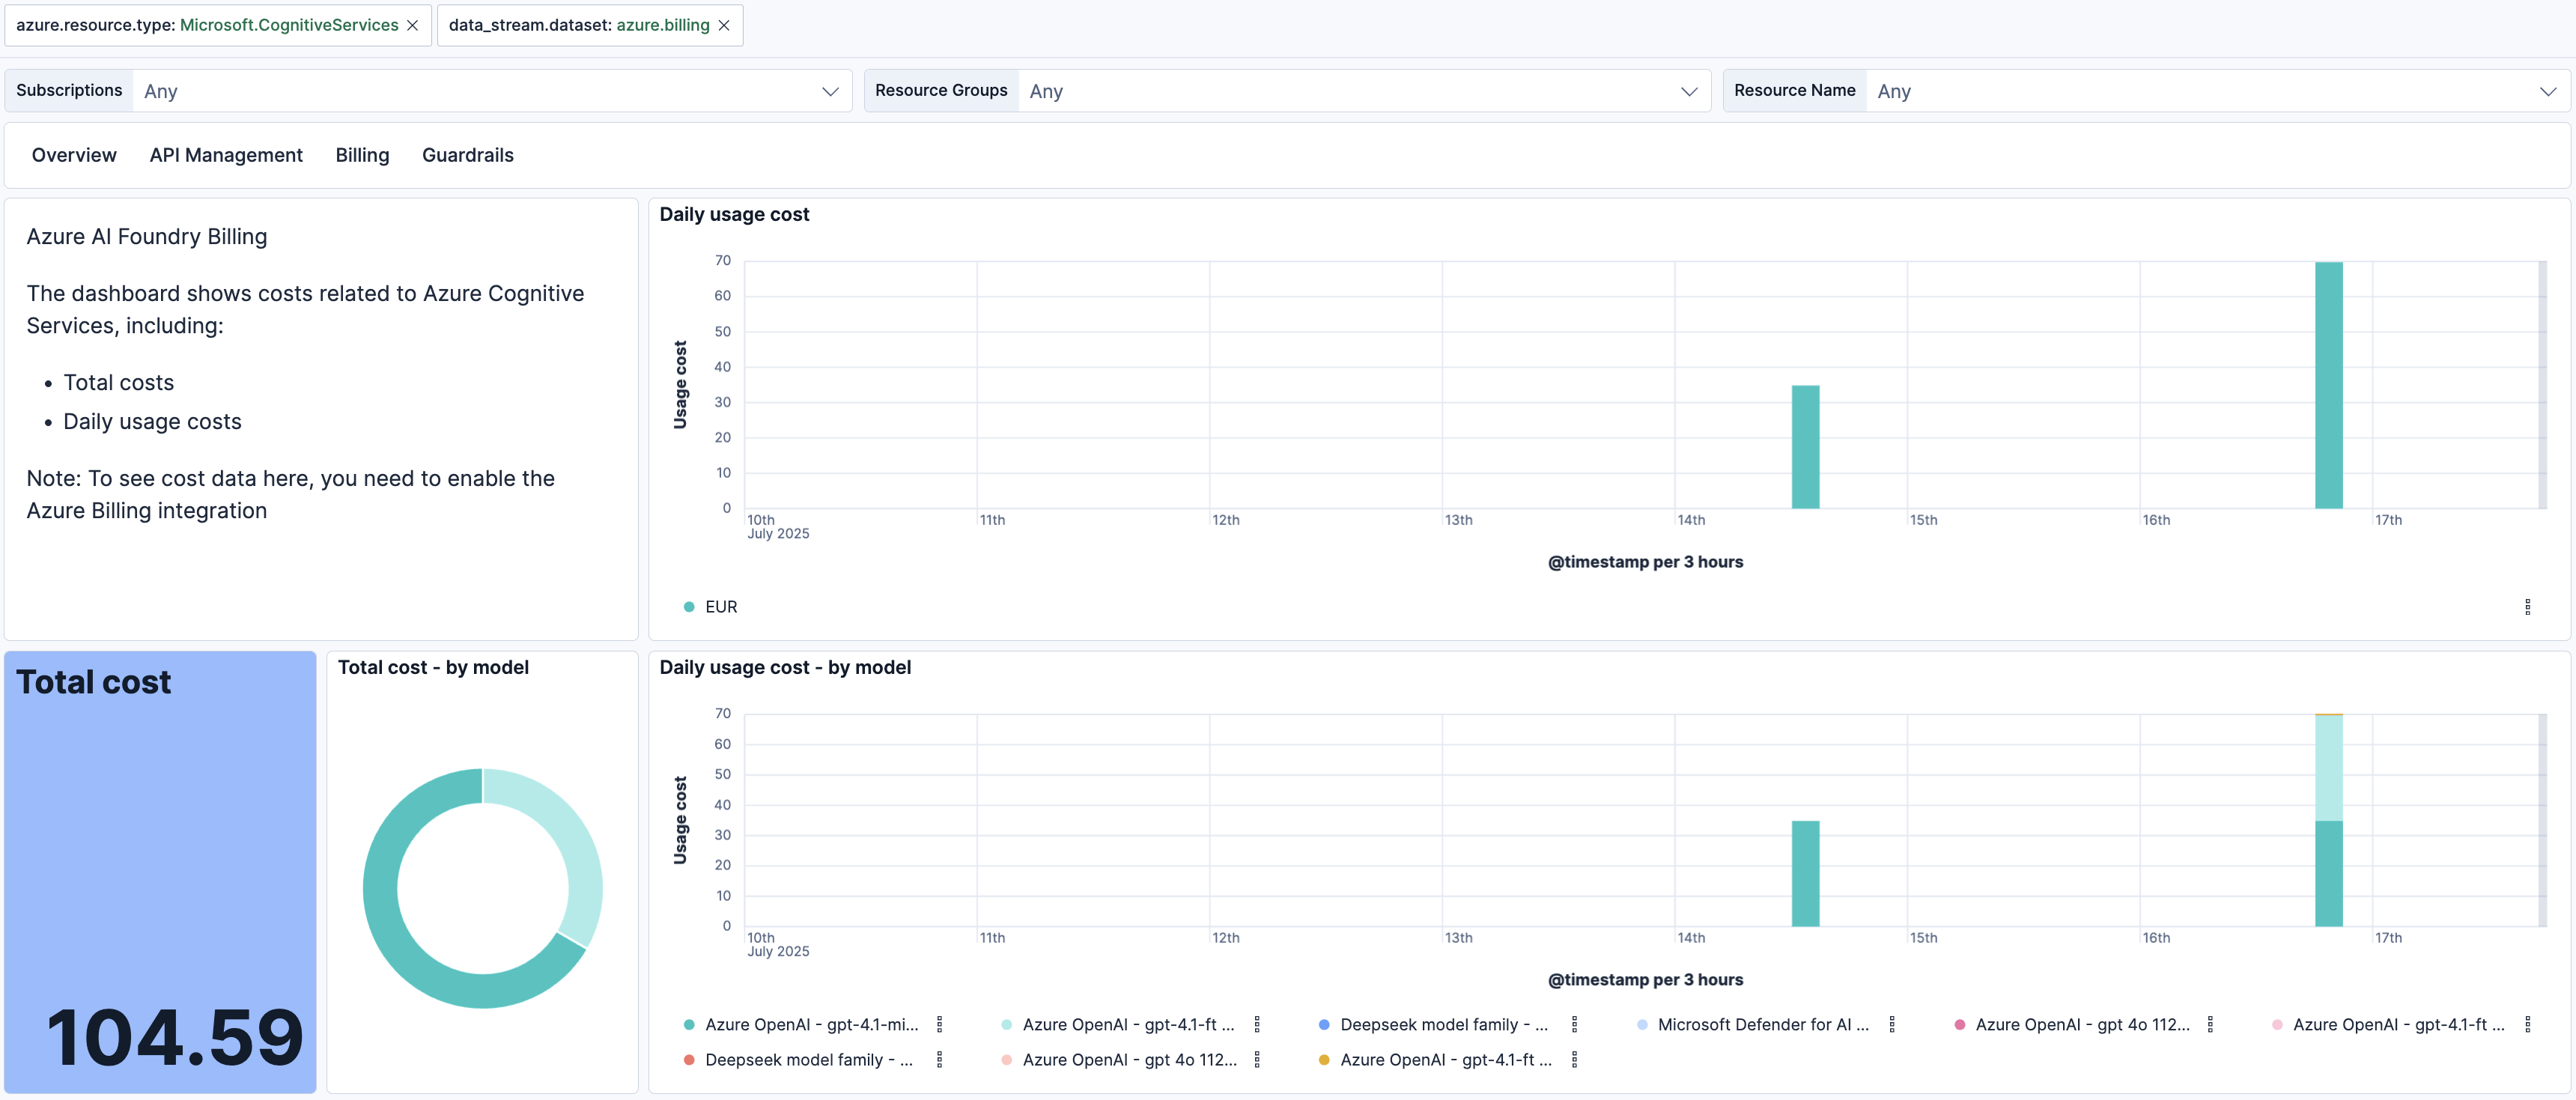 azure.resource.type: Microsoft.CognitiveServices
data_stream.dataset: azure.billing
Subscriptions Any
Resource Groups Any
Resource Name Any
Overview API Management Billing Guardrails
Azure AI Foundry Billing
The dashboard shows costs related to Azure Cognitive
Services, including:
• Total costs
• Daily usage costs
Note: To see cost data here, you need to enable the
Azure Billing integration
Daily usage cost
Usage cost
70
60
50
40
30
20
10
0
10th 11th 12th 13th 14th 15th 16th 17th
July 2025
@timestamp per 3 hours
EUR
Total cost
104.59
Total cost - by model
Daily usage cost - by model
Usage cost
70
60
50
40
30
20
10
0
10th 11th 12th 13th 14th 15th 16th 17th
July 2025
@timestamp per 3 hours
Azure OpenAI - gpt-4.1-mi... Azure OpenAI - gpt-4.1-ft ... Deepseek model family - ... Microsoft Defender for AI ... Azure OpenAI - gpt 4o 112... Azure OpenAI - gpt-4.1-ft ...
Deepseek model family - ... Azure OpenAI - gpt 4o 112... Azure OpenAI - gpt-4.1-ft ...